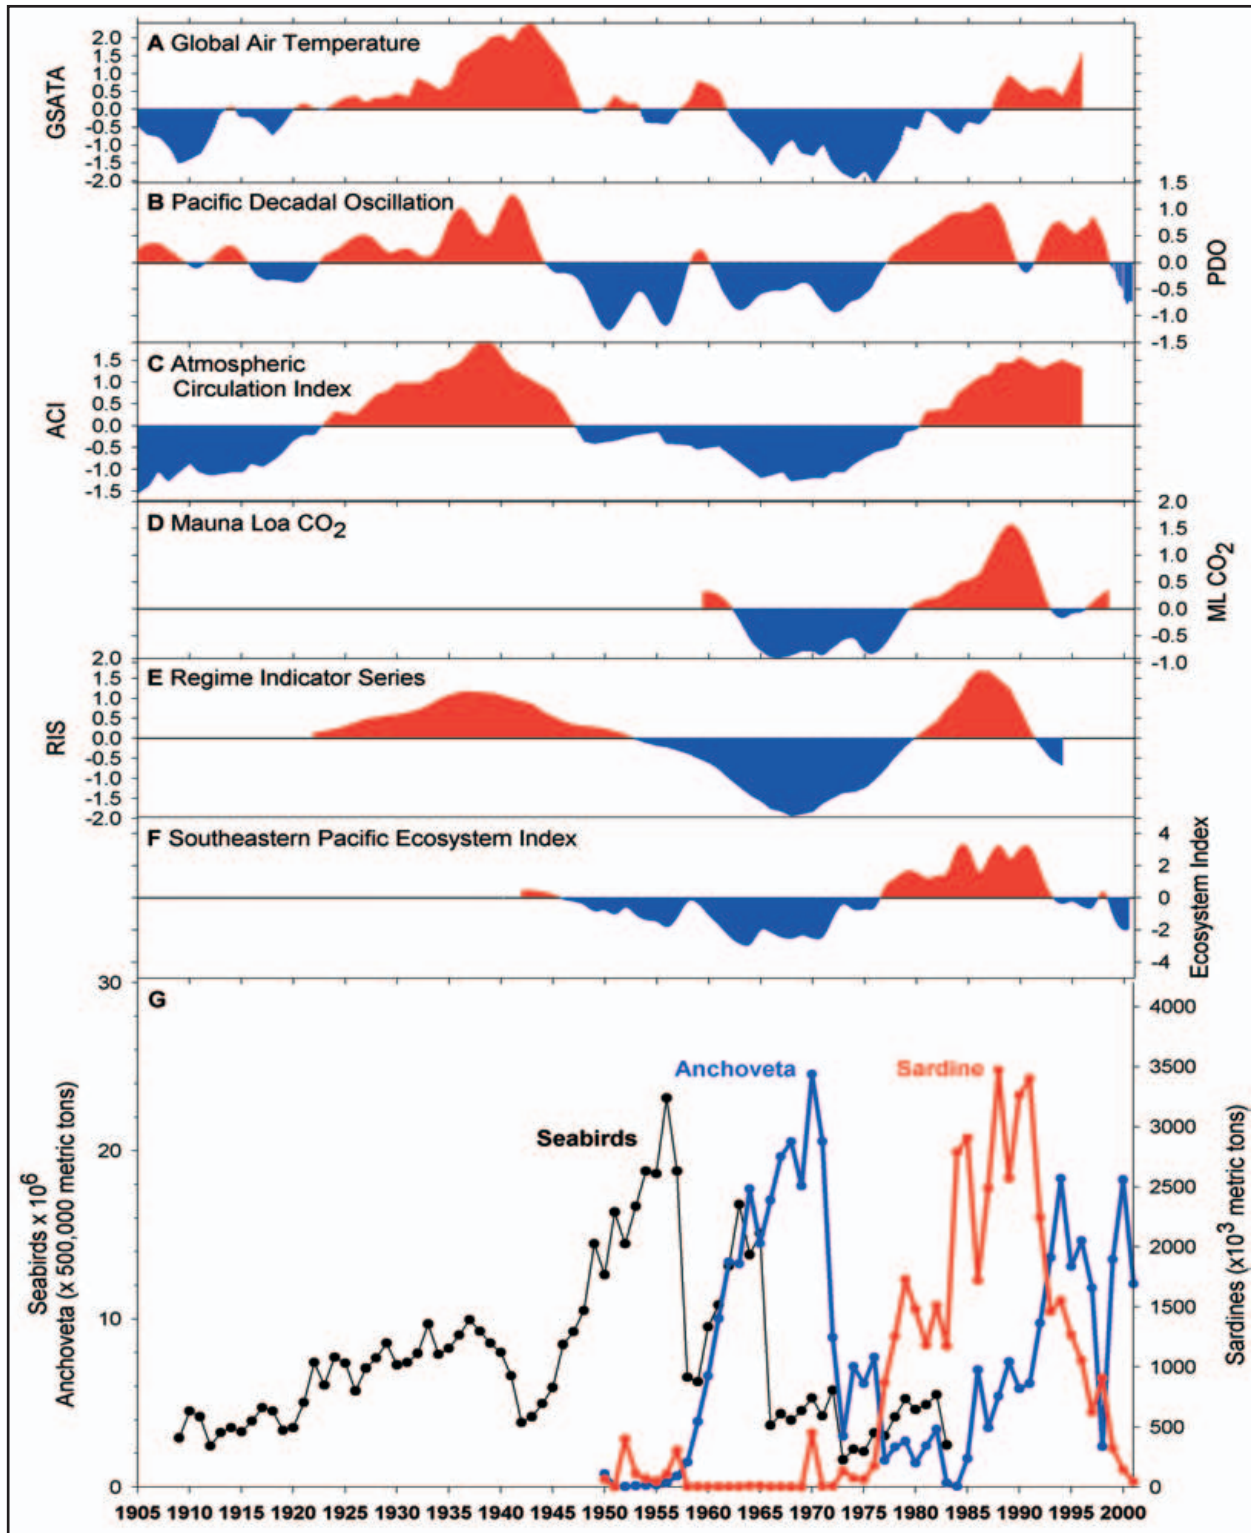 A Global Air Temperature
GSATA
2.0
1.5
1.0
0.5
0.0
-0.5
-1.0
-1.5
-2.0
B Pacific Decadal Oscillation
PDO
1.5
1.0
0.5
0.0
-0.5
-1.0
-1.5
C Atmospheric
Circulation Index
ACI
1.5
1.0
0.5
0.0
-0.5
-1.0
-1.5
D Mauna Loa CO2
ML CO2
2.0
1.5
1.0
0.5
0.0
-0.5
-1.0
E Regime Indicator Series
RIS
2.0
1.5
1.0
0.5
0.0
-0.5
-1.0
-1.5
-2.0
F Southeastern Pacific Ecosystem Index
Ecosystem Index
4
2
0
-2
-4
G
Seabirds x 10^6
Anchoveta (x 500,000 metric tons)
30
20
10
0
Anchoveta
Sardine
Seabirds
Sardines (x10^3 metric tons)
4000
3500
3000
2500
2000
1500
1000
500
0
1905 1910 1915 1920 1925 1930 1935 1940 1945 1950 1955 1960 1965 1970 1975 1980 1985 1990 1995 2000